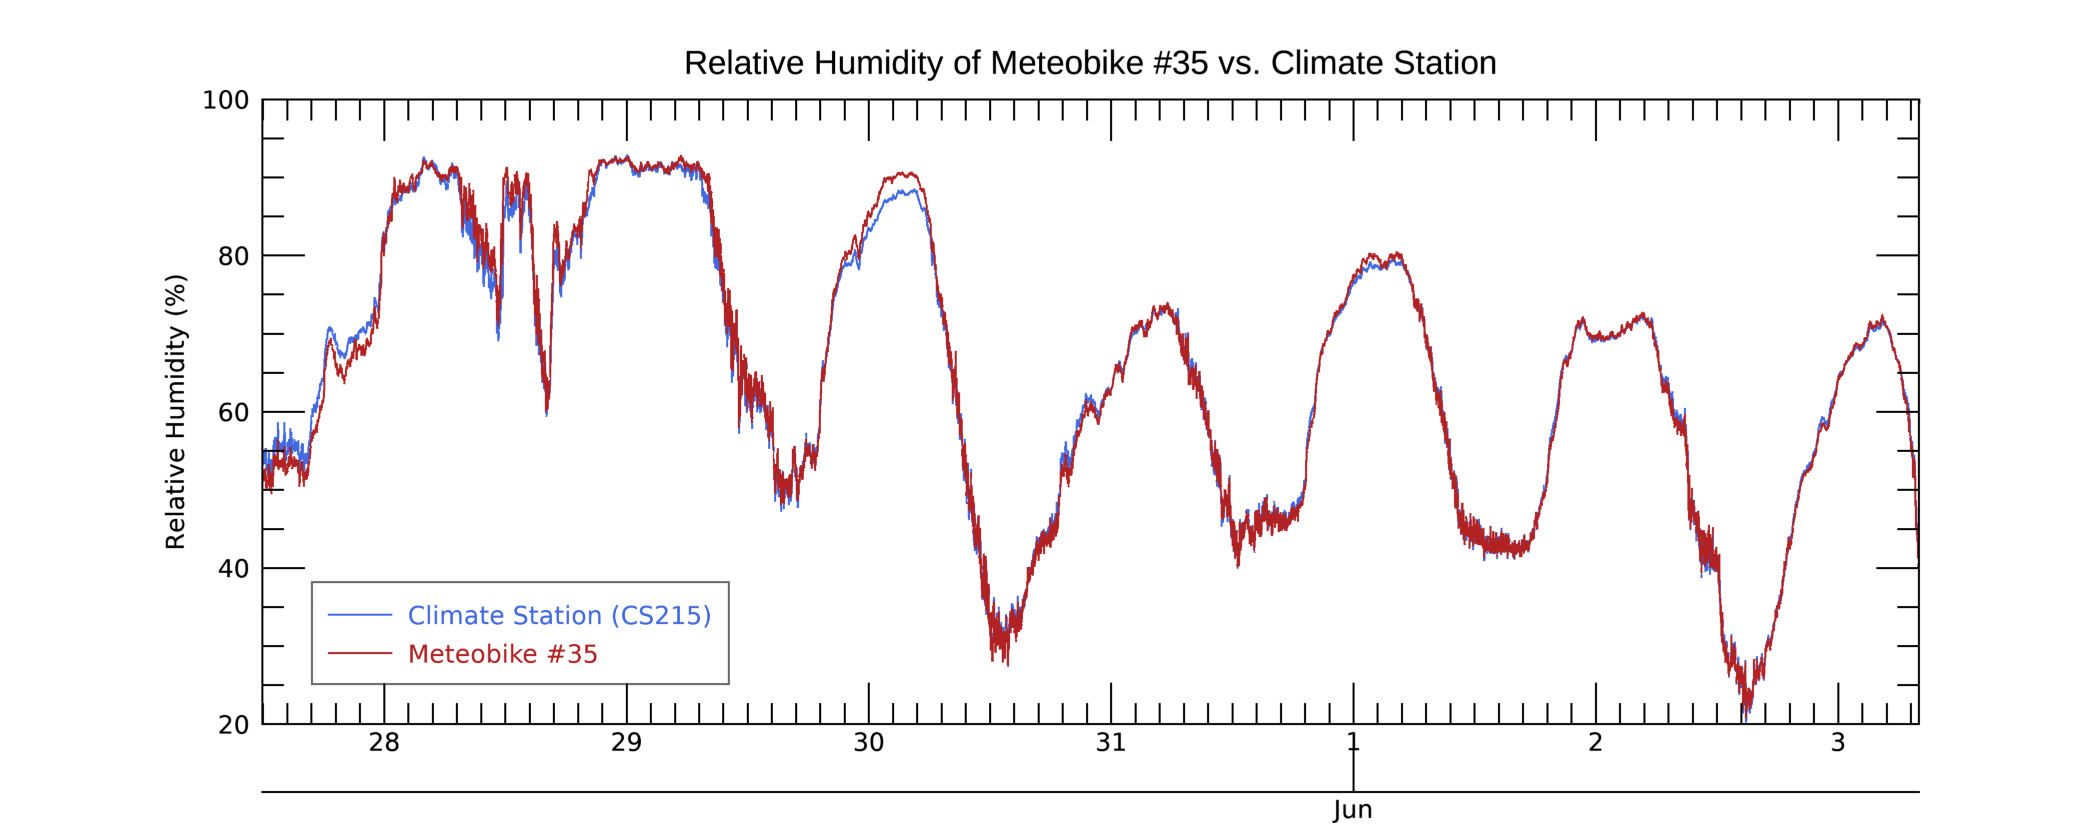 Relative Humidity of Meteobike #35 vs. Climate Station
Relative Humidity (%)
100
80
60
40
20
Climate Station (CS215)
Meteobike #35
28 29 30 31 1 2 3
Jun